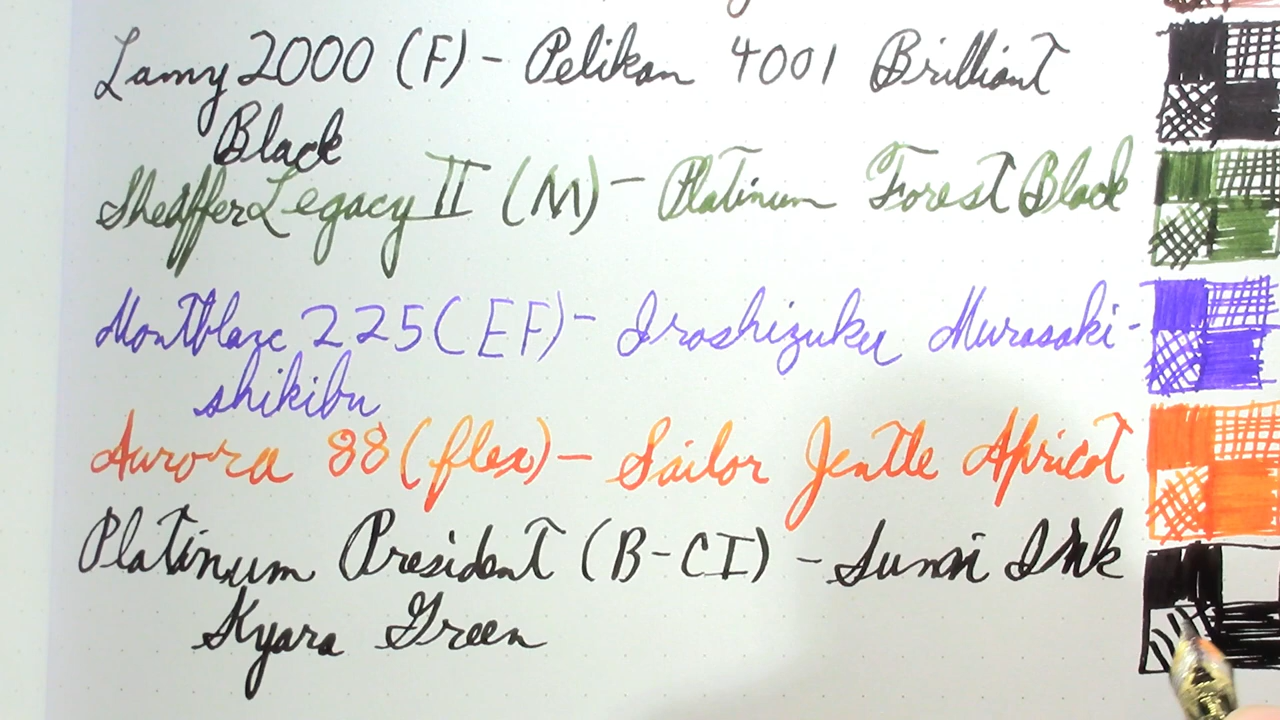 Lamy 2000 (F) - Pelikan 4001 Brilliant
Black
Sheaffer Legacy II (M) - Platinum Forest Black
Montblanc 225 (EF) - Iroshizuku Murasaki-
shikibu
Aurora 88 (flex) - Sailor Jentle Apricot
Platinum President (B-CI) - Sumi Ink
Kyara Green